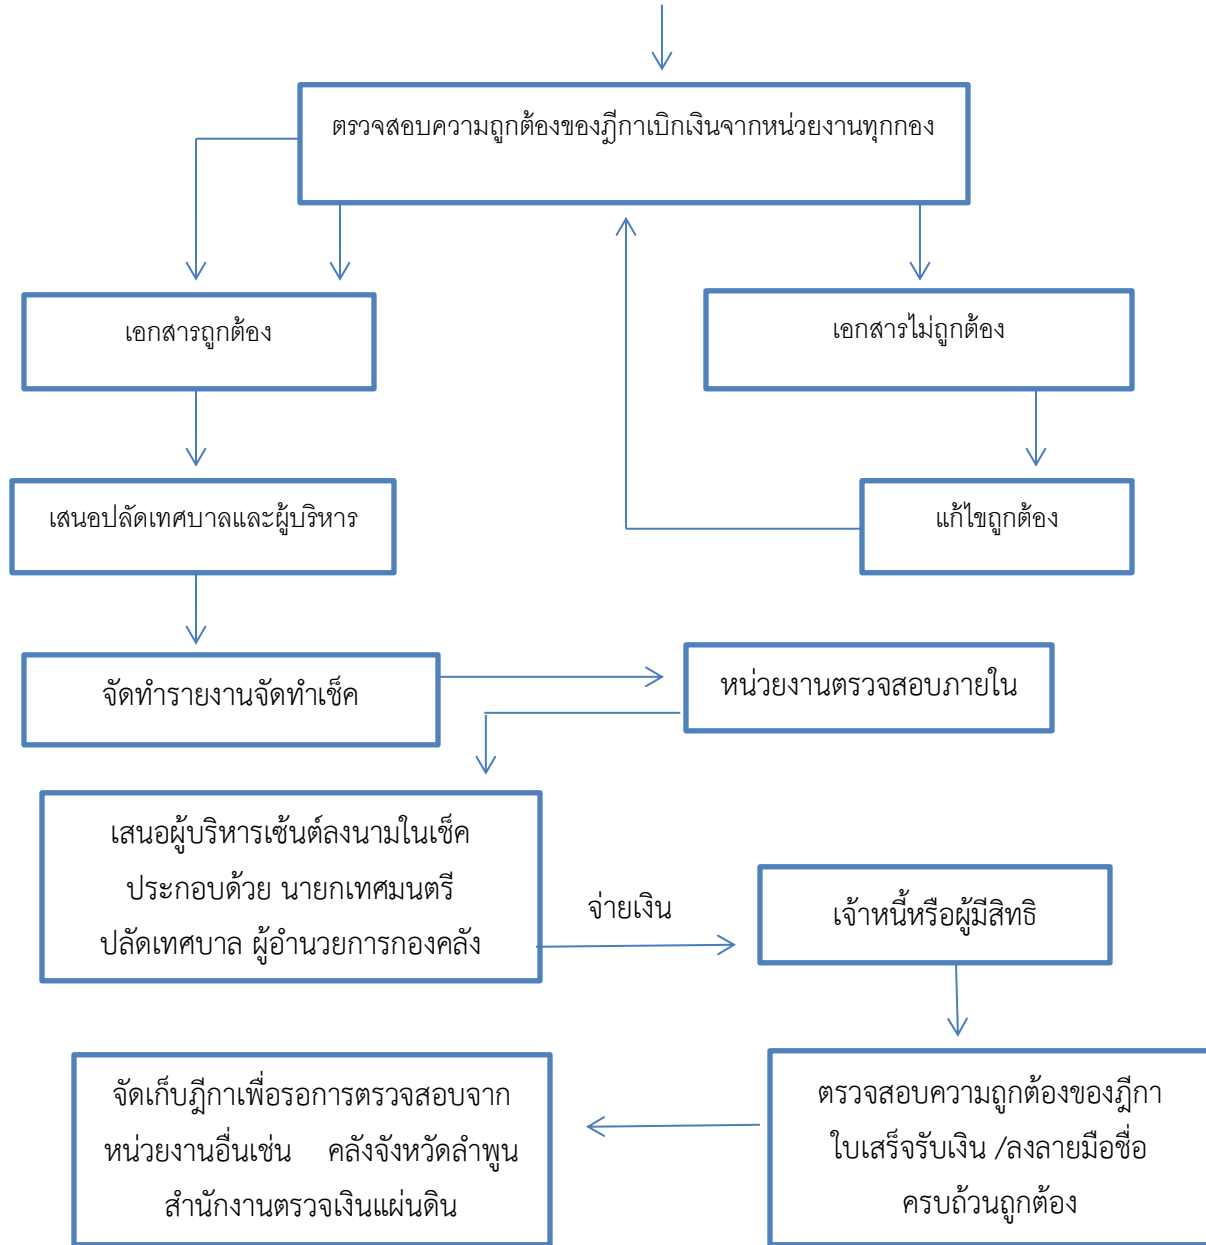 ตรวจสอบความถูกต้องของฎีกาเบิกเงินจากหน่วยงานทุกกอง
เอกสารถูกต้อง
เอกสารไม่ถูกต้อง
เสนอปลัดเทศบาลและผู้บริหาร
แก้ไขถูกต้อง
จัดทำรายงานจัดทำเช็ค
หน่วยงานตรวจสอบภายใน
เสนอผู้บริหารเซ้นต์ลงนามในเช็ค
ประกอบด้วย นายกเทศมนตรี
ปลัดเทศบาล ผู้อำนวยการกองคลัง
จ่ายเงิน
เจ้าหนี้หรือผู้มีสิทธิ
ตรวจสอบความถูกต้องของฎีกา
ใบเสร็จรับเงิน /ลงลายมือชื่อ
ครบถ้วนถูกต้อง
จัดเก็บฎีกาเพื่อรอการตรวจสอบจาก
หน่วยงานอื่นเช่น คลังจังหวัดลำพูน
สำนักงานตรวจเงินแผ่นดิน